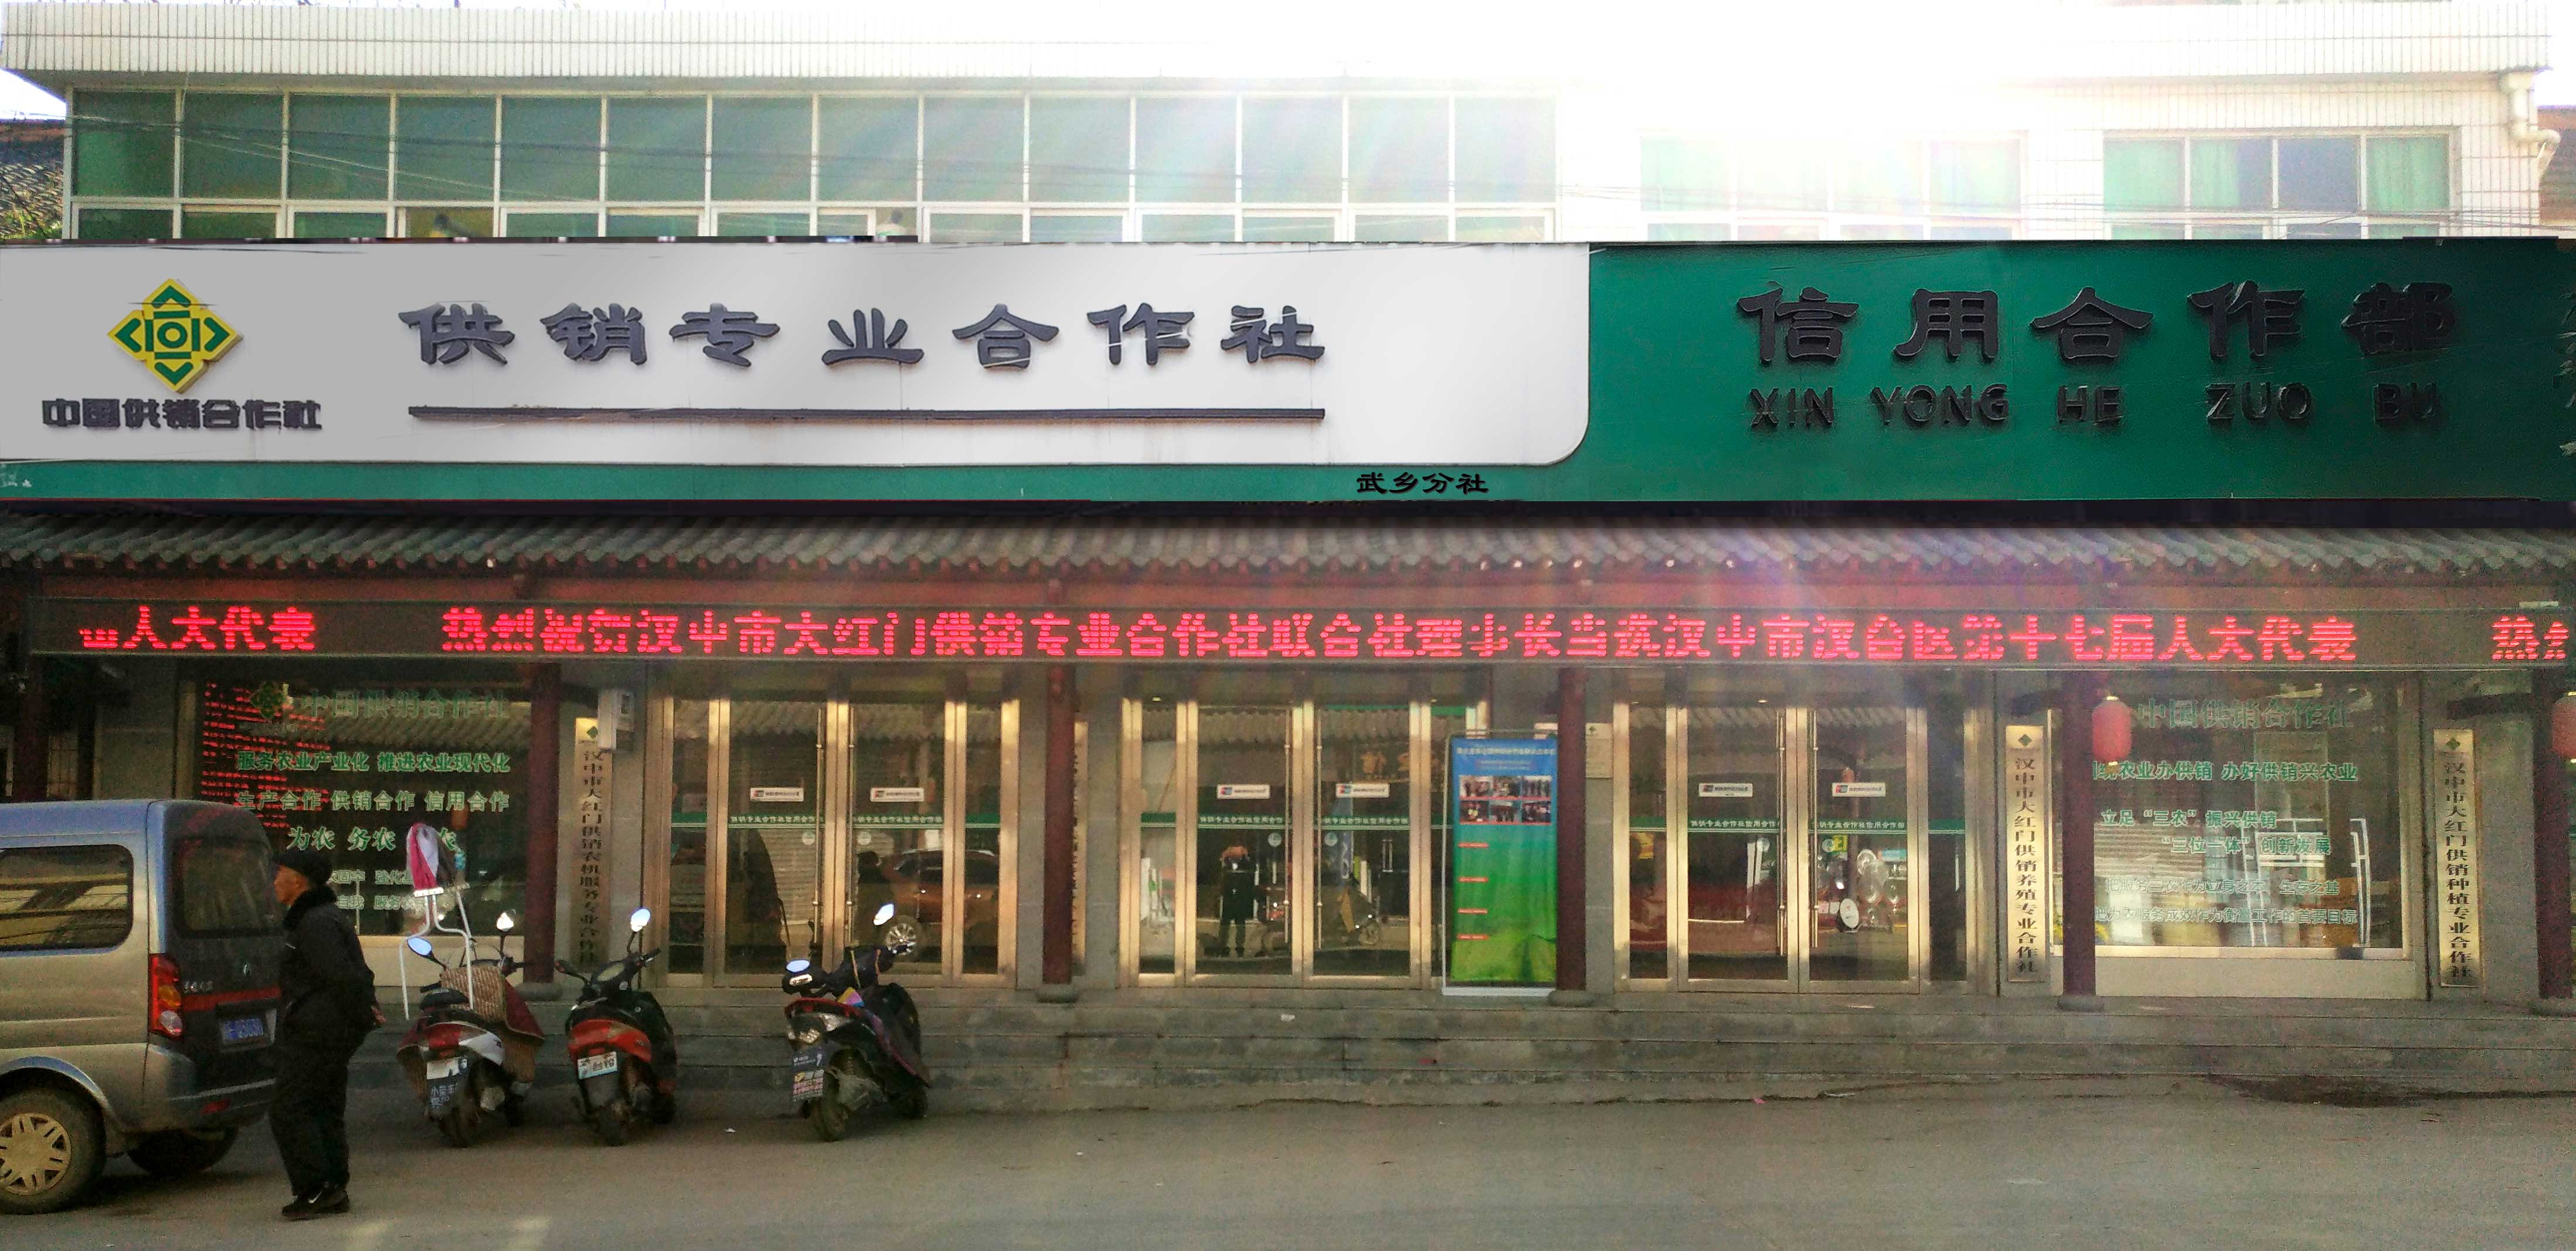 中国供销合作社
供销专业合作社
信用合作部
XIN YONG HE ZUO BU
武乡分社
人大代表 热烈祝贺汉中市大红门供销专业合作社联合社理事长当选汉中市汉台区第十七届人大代表 热烈
中国供销合作社
服务农业产业化 推进农业现代化
生产合作 供销合作 信用合作
为农 务农 农
汉中市大红门供销农机服务专业合作社
汉中市大红门供销养殖专业合作社
中国供销合作社
农业办供销 办好供销兴农业
立足“三农”振兴供销
“三位一体”创新发展
汉中市大红门供销种植专业合作社